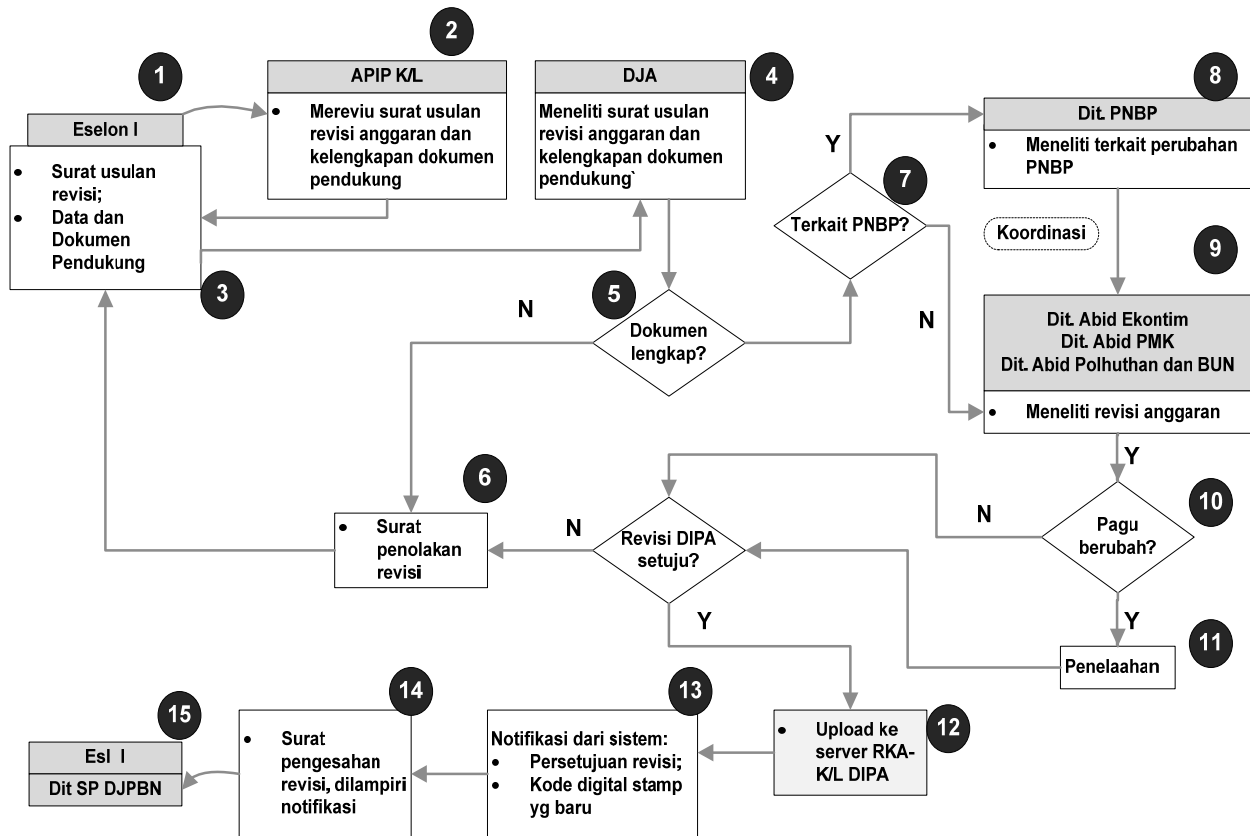 1
Eselon I
• Surat usulan
revisi;
• Data dan
Dokumen
Pendukung
2
APIP K/L
• Mereviu surat usulan
revisi anggaran dan
kelengkapan dokumen
pendukung
3
4
DJA
Meneliti surat usulan
revisi anggaran dan
kelengkapan dokumen
pendukung`
5
Dokumen
lengkap?
N
6
• Surat
penolakan
revisi
7
Terkait PNBP?
Y
N
8
Dit. PNBP
• Meneliti terkait perubahan
PNBP
Koordinasi
9
Dit. Abid Ekontim
Dit. Abid PMK
Dit. Abid Polhuthan dan BUN
• Meneliti revisi anggaran
Y
10
Pagu
berubah?
N
Y
11
Penelaahan
Revisi DIPA
setuju?
N
Y
12
• Upload ke
server RKA-
K/L DIPA
13
Notifikasi dari sistem:
• Persetujuan revisi;
• Kode digital stamp
yg baru
14
• Surat
pengesahan
revisi, dilampiri
notifikasi
15
Esl I
Dit SP DJPBN